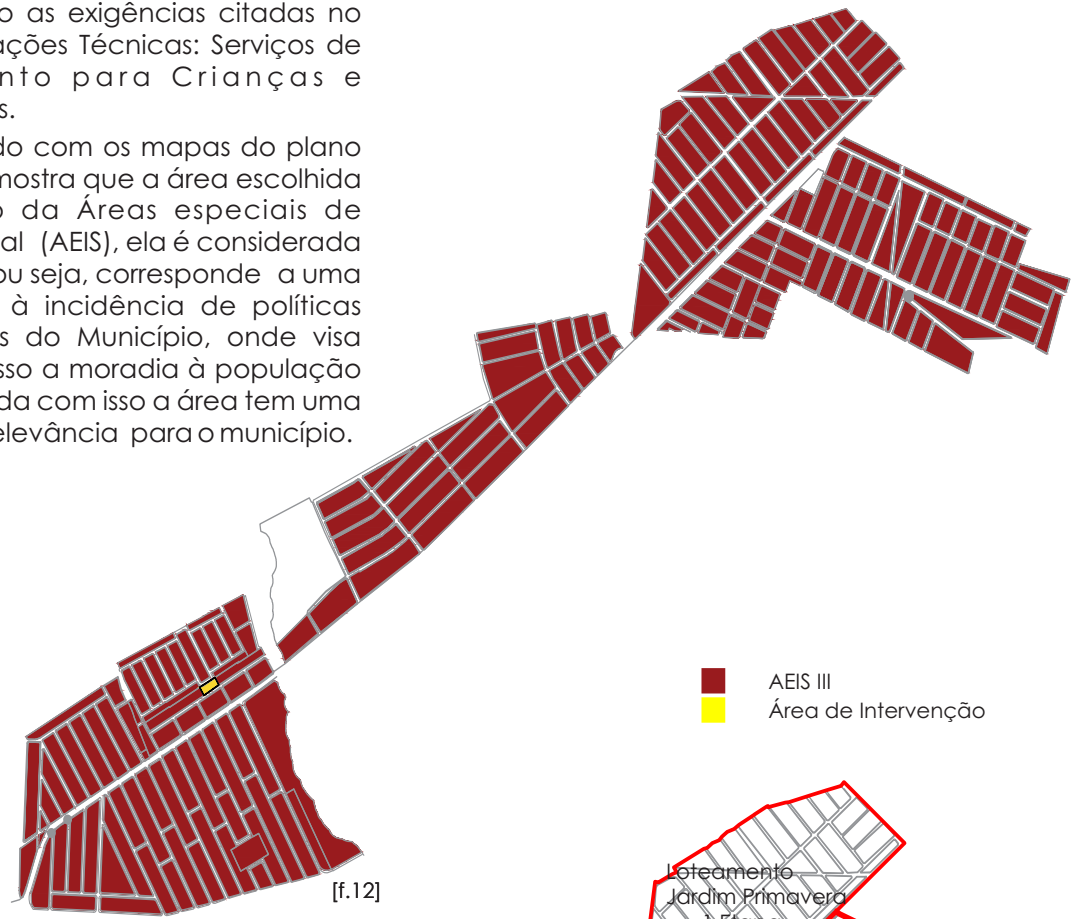 o as exigências citadas no
ações Técnicas: Serviços de
nto para Crianças e
s.
do com os mapas do plano
mostra que a área escolhida
o da Áreas especiais de
al (AEIS), ela é considerada
ou seja, corresponde a uma
à incidência de políticas
s do Município, onde visa
sso a moradia à população
da com isso a área tem uma
elevância para o município.
AEIS III
Área de Intervenção
[f.12]
Loteamento
Jardim Primavera